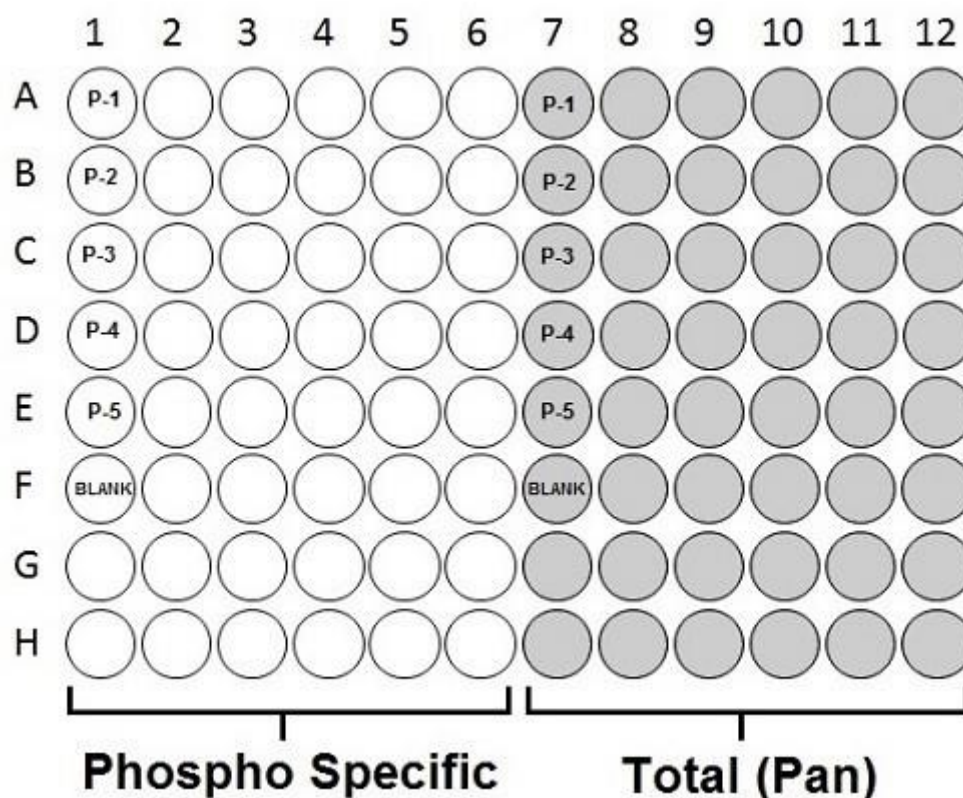 1 2 3 4 5 6 7 8 9 10 11 12
A P-1 P-1
B P-2 P-2
C P-3 P-3
D P-4 P-4
E P-5 P-5
F BLANK BLANK
G
H
Phospho Specific Total (Pan)